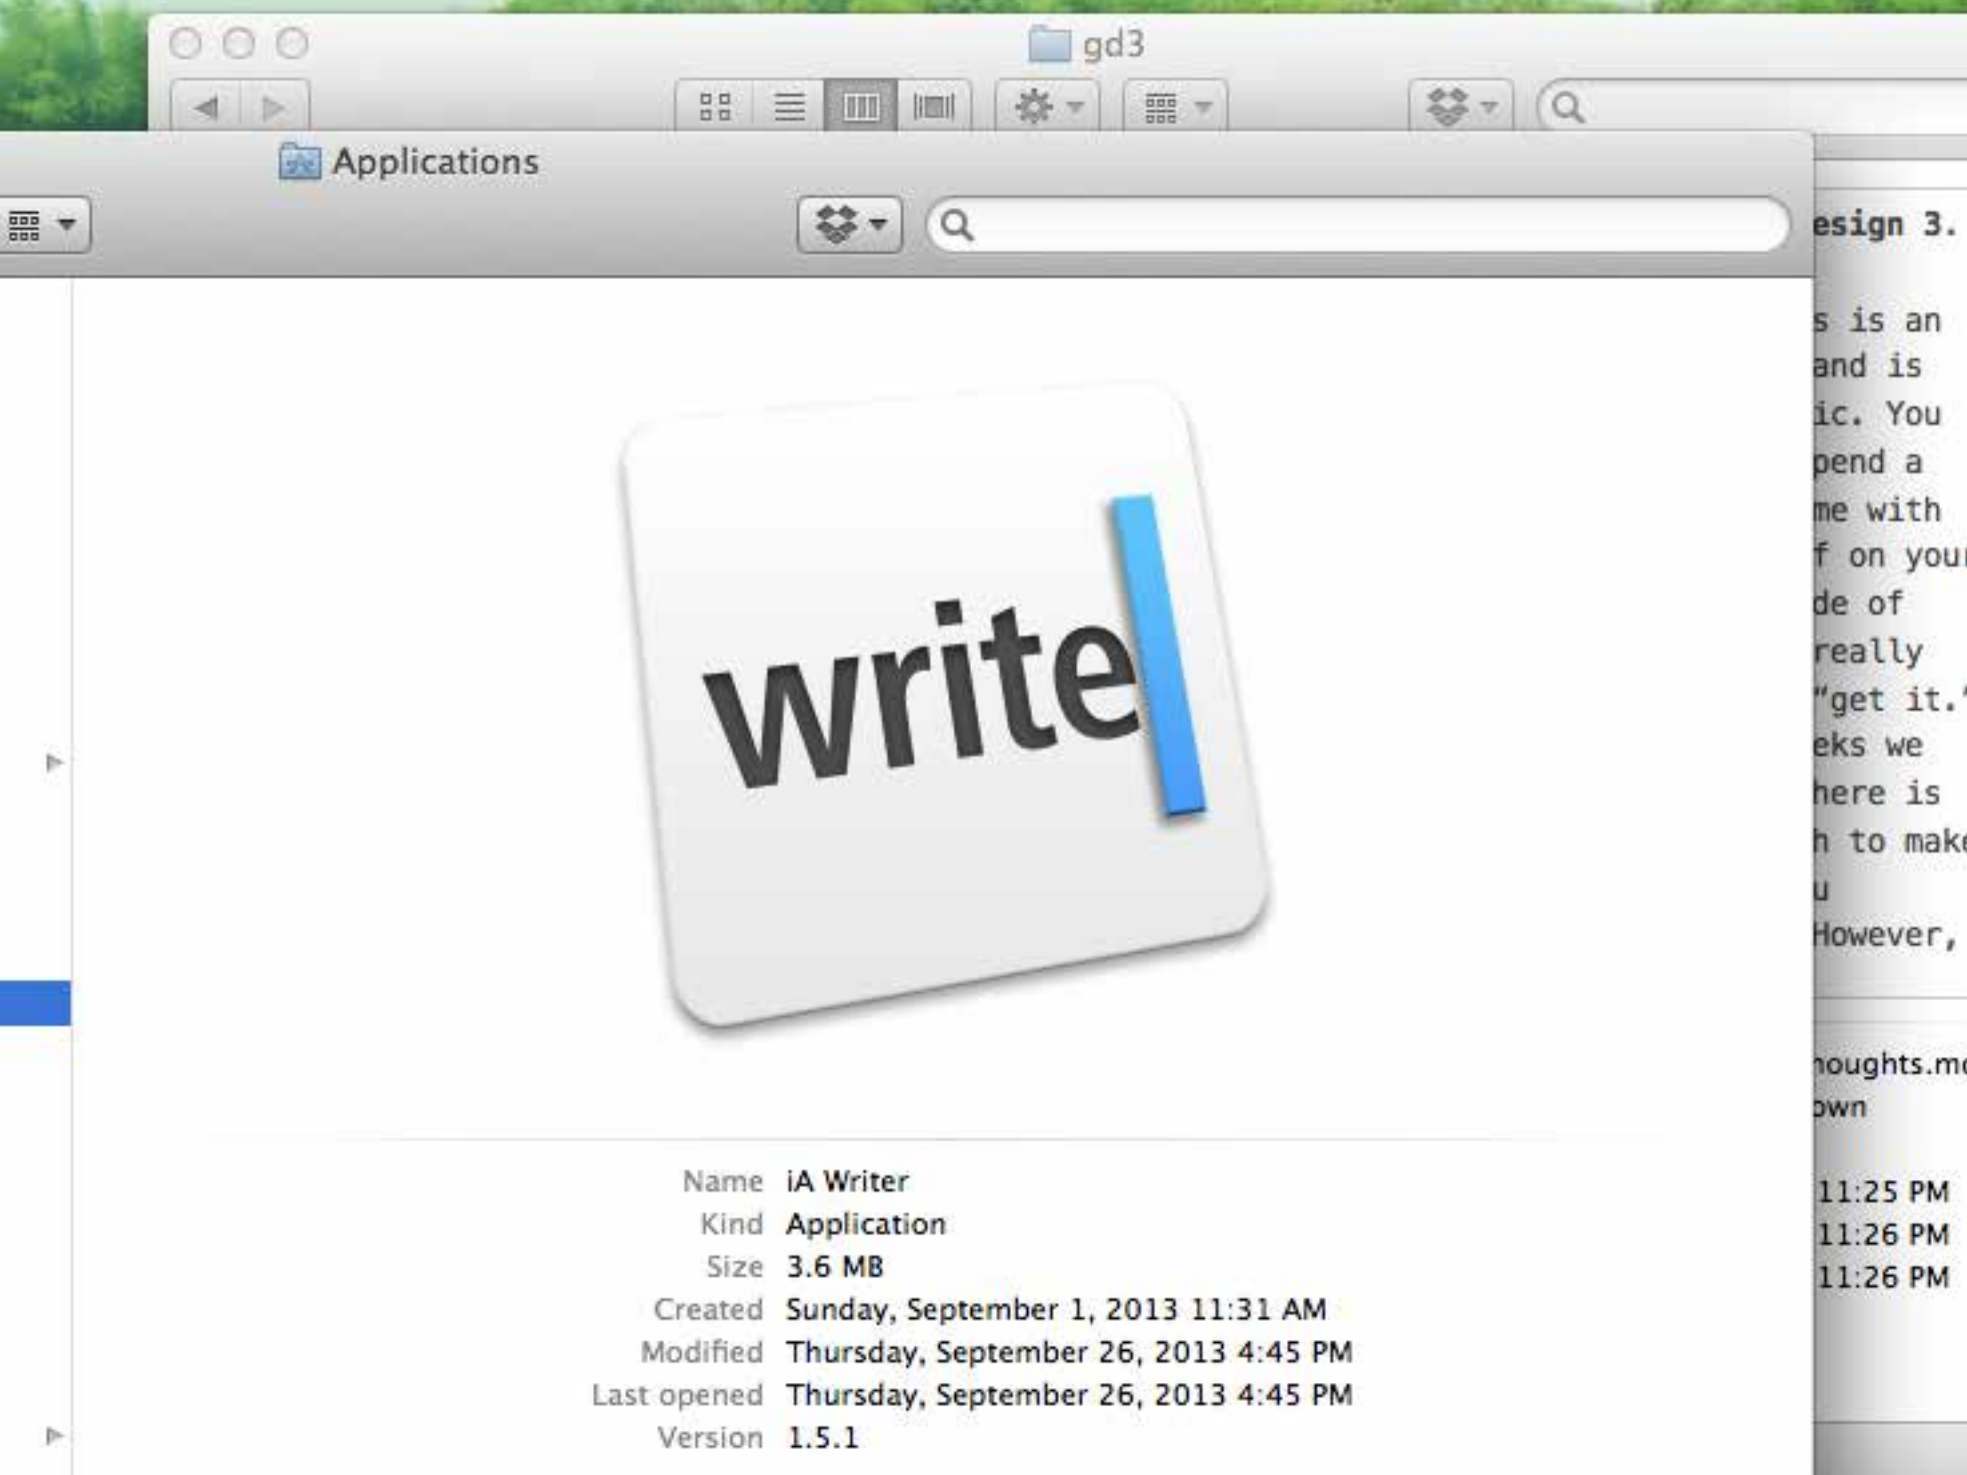 gd3
Applications
esign 3.
s is an
and is
ic. You
pend a
me with
f on your
de of
really
"get it."
eks we
here is
h to make
u
However,
write
oughts.m
own
Name iA Writer
Kind Application
Size 3.6 MB
Created Sunday, September 1, 2013 11:31 AM
Modified Thursday, September 26, 2013 4:45 PM
Last opened Thursday, September 26, 2013 4:45 PM
Version 1.5.1
11:25 PM
11:26 PM
11:26 PM